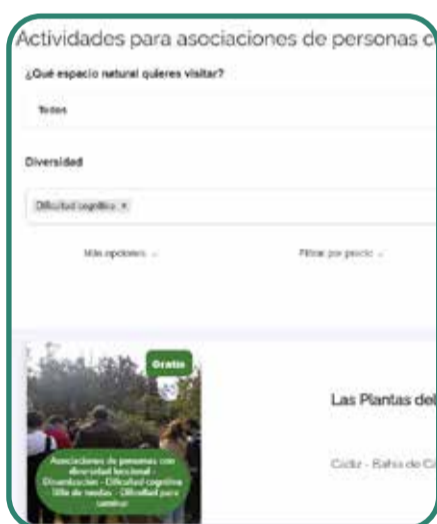 Actividades para asociaciones de personas c
¿Qué espacio natural quieres visitar?
Todos
Diversidad
Dificultad cognitiva ×
Más opciones
Filtrar por precio
Gratis
Las Plantas del
Asociaciones de personas con
diversidad funcional -
Dinamización - Dificultad cognitiva
Silla de ruedas - Dificultad para
caminar
Cádiz - Bahía de Cá